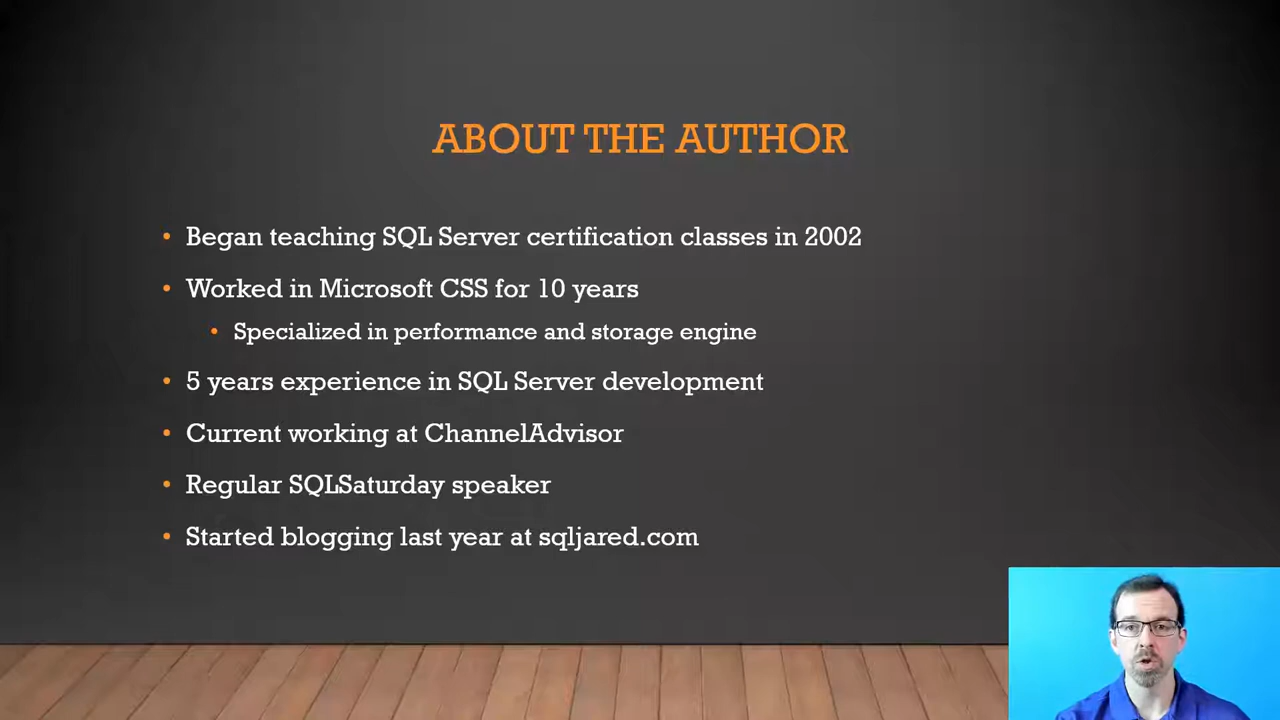 ABOUT THE AUTHOR
• Began teaching SQL Server certification classes in 2002
• Worked in Microsoft CSS for 10 years
• Specialized in performance and storage engine
• 5 years experience in SQL Server development
• Current working at ChannelAdvisor
• Regular SQLSaturday speaker
• Started blogging last year at sqljared.com